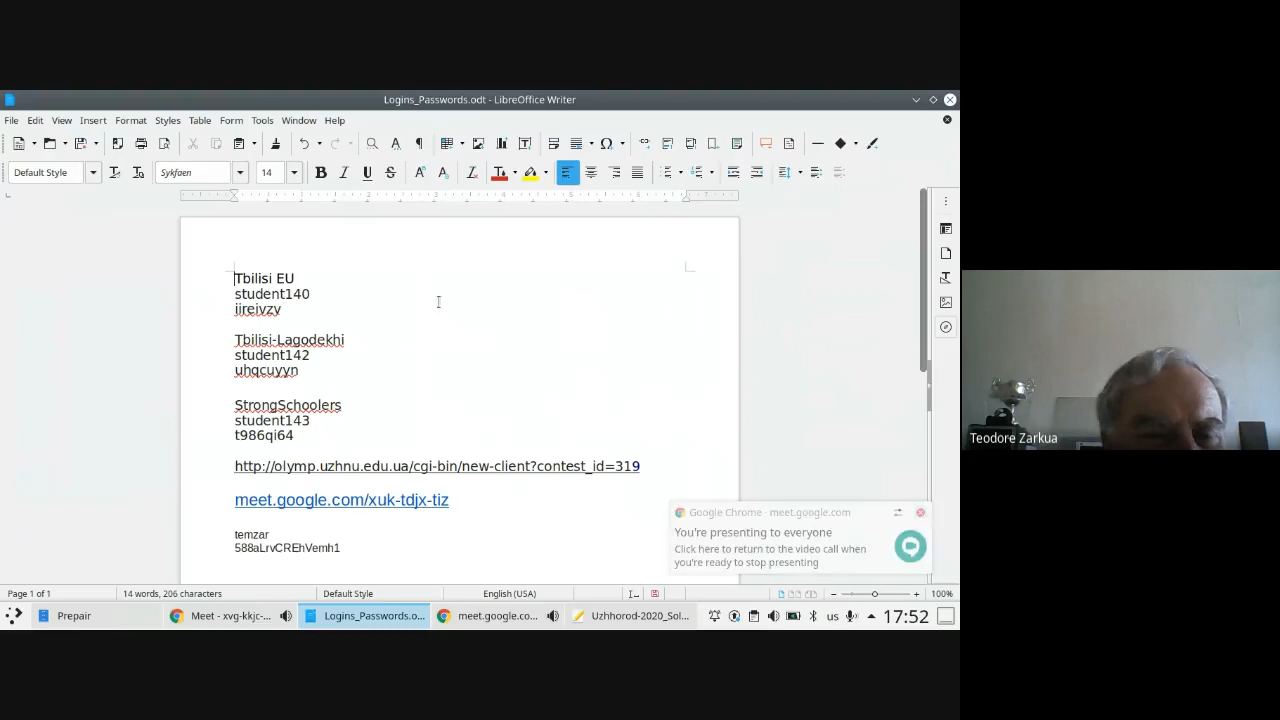 Logins_Passwords.odt - LibreOffice Writer
File Edit View Insert Format Styles Table Form Tools Window Help
Default Style Sykfaen 14
Tbilisi EU
student140
iireivzy
Tbilisi-Lagodekhi
student142
uhqcuyyn
StrongSchoolers
student143
t986qi64
http://olymp.uzhnu.edu.ua/cgi-bin/new-client?contest_id=319
meet.google.com/xuk-tdjx-tiz
temzar
588aLrvCREhVemh1
Google Chrome · meet.google.com
You're presenting to everyone
Click here to return to the video call when
you're ready to stop presenting
Teodore Zarkua
Page 1 of 1 14 words, 206 characters Default Style English (USA) 100%
Prepair Meet - xvg-kkjc-... Logins_Passwords.o... meet.google.co... Uzhhorod-2020_Sol... us 17:52